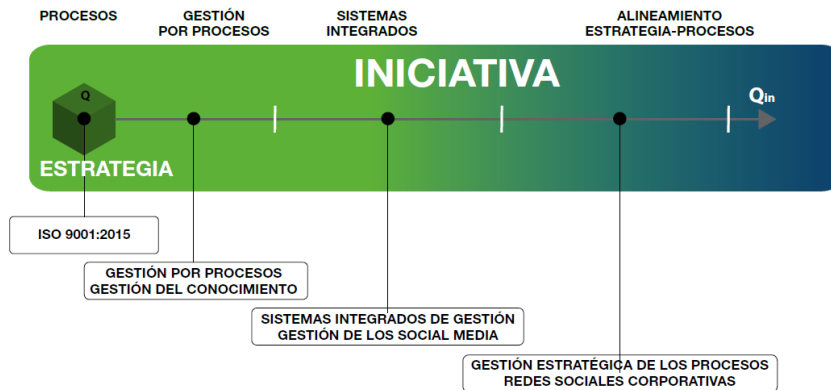 PROCESOS
GESTIÓN
POR PROCESOS
SISTEMAS
INTEGRADOS
ALINEAMIENTO
ESTRATEGIA-PROCESOS
INICIATIVA
Q
Qin
ESTRATEGIA
ISO 9001:2015
GESTIÓN POR PROCESOS
GESTIÓN DEL CONOCIMIENTO
SISTEMAS INTEGRADOS DE GESTIÓN
GESTIÓN DE LOS SOCIAL MEDIA
GESTIÓN ESTRATÉGICA DE LOS PROCESOS
REDES SOCIALES CORPORATIVAS